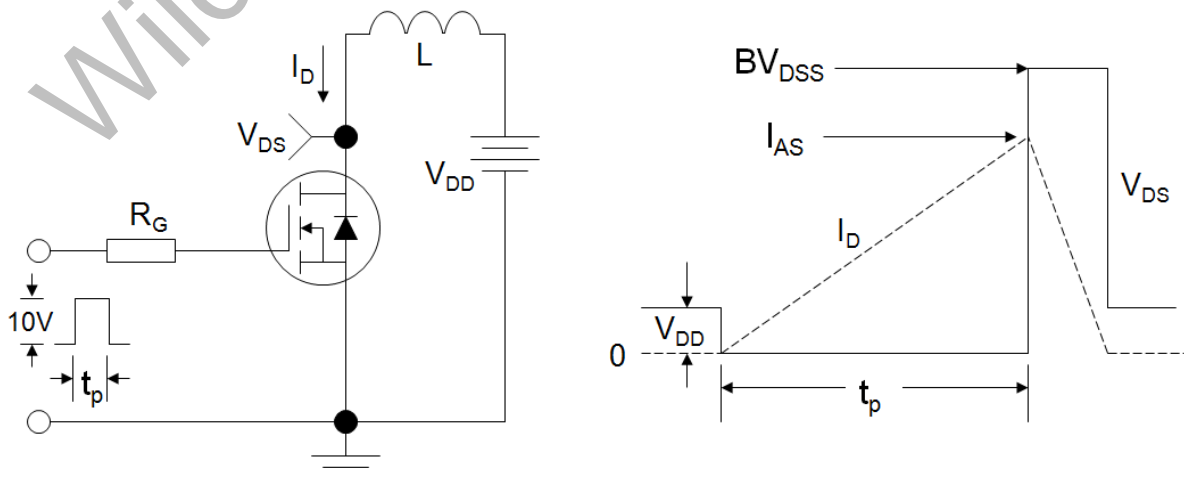 L
I_D
V_DS
V_DD
R_G
10V
t_p
BV_DSS
I_AS
V_DS
I_D
V_DD
0
t_p